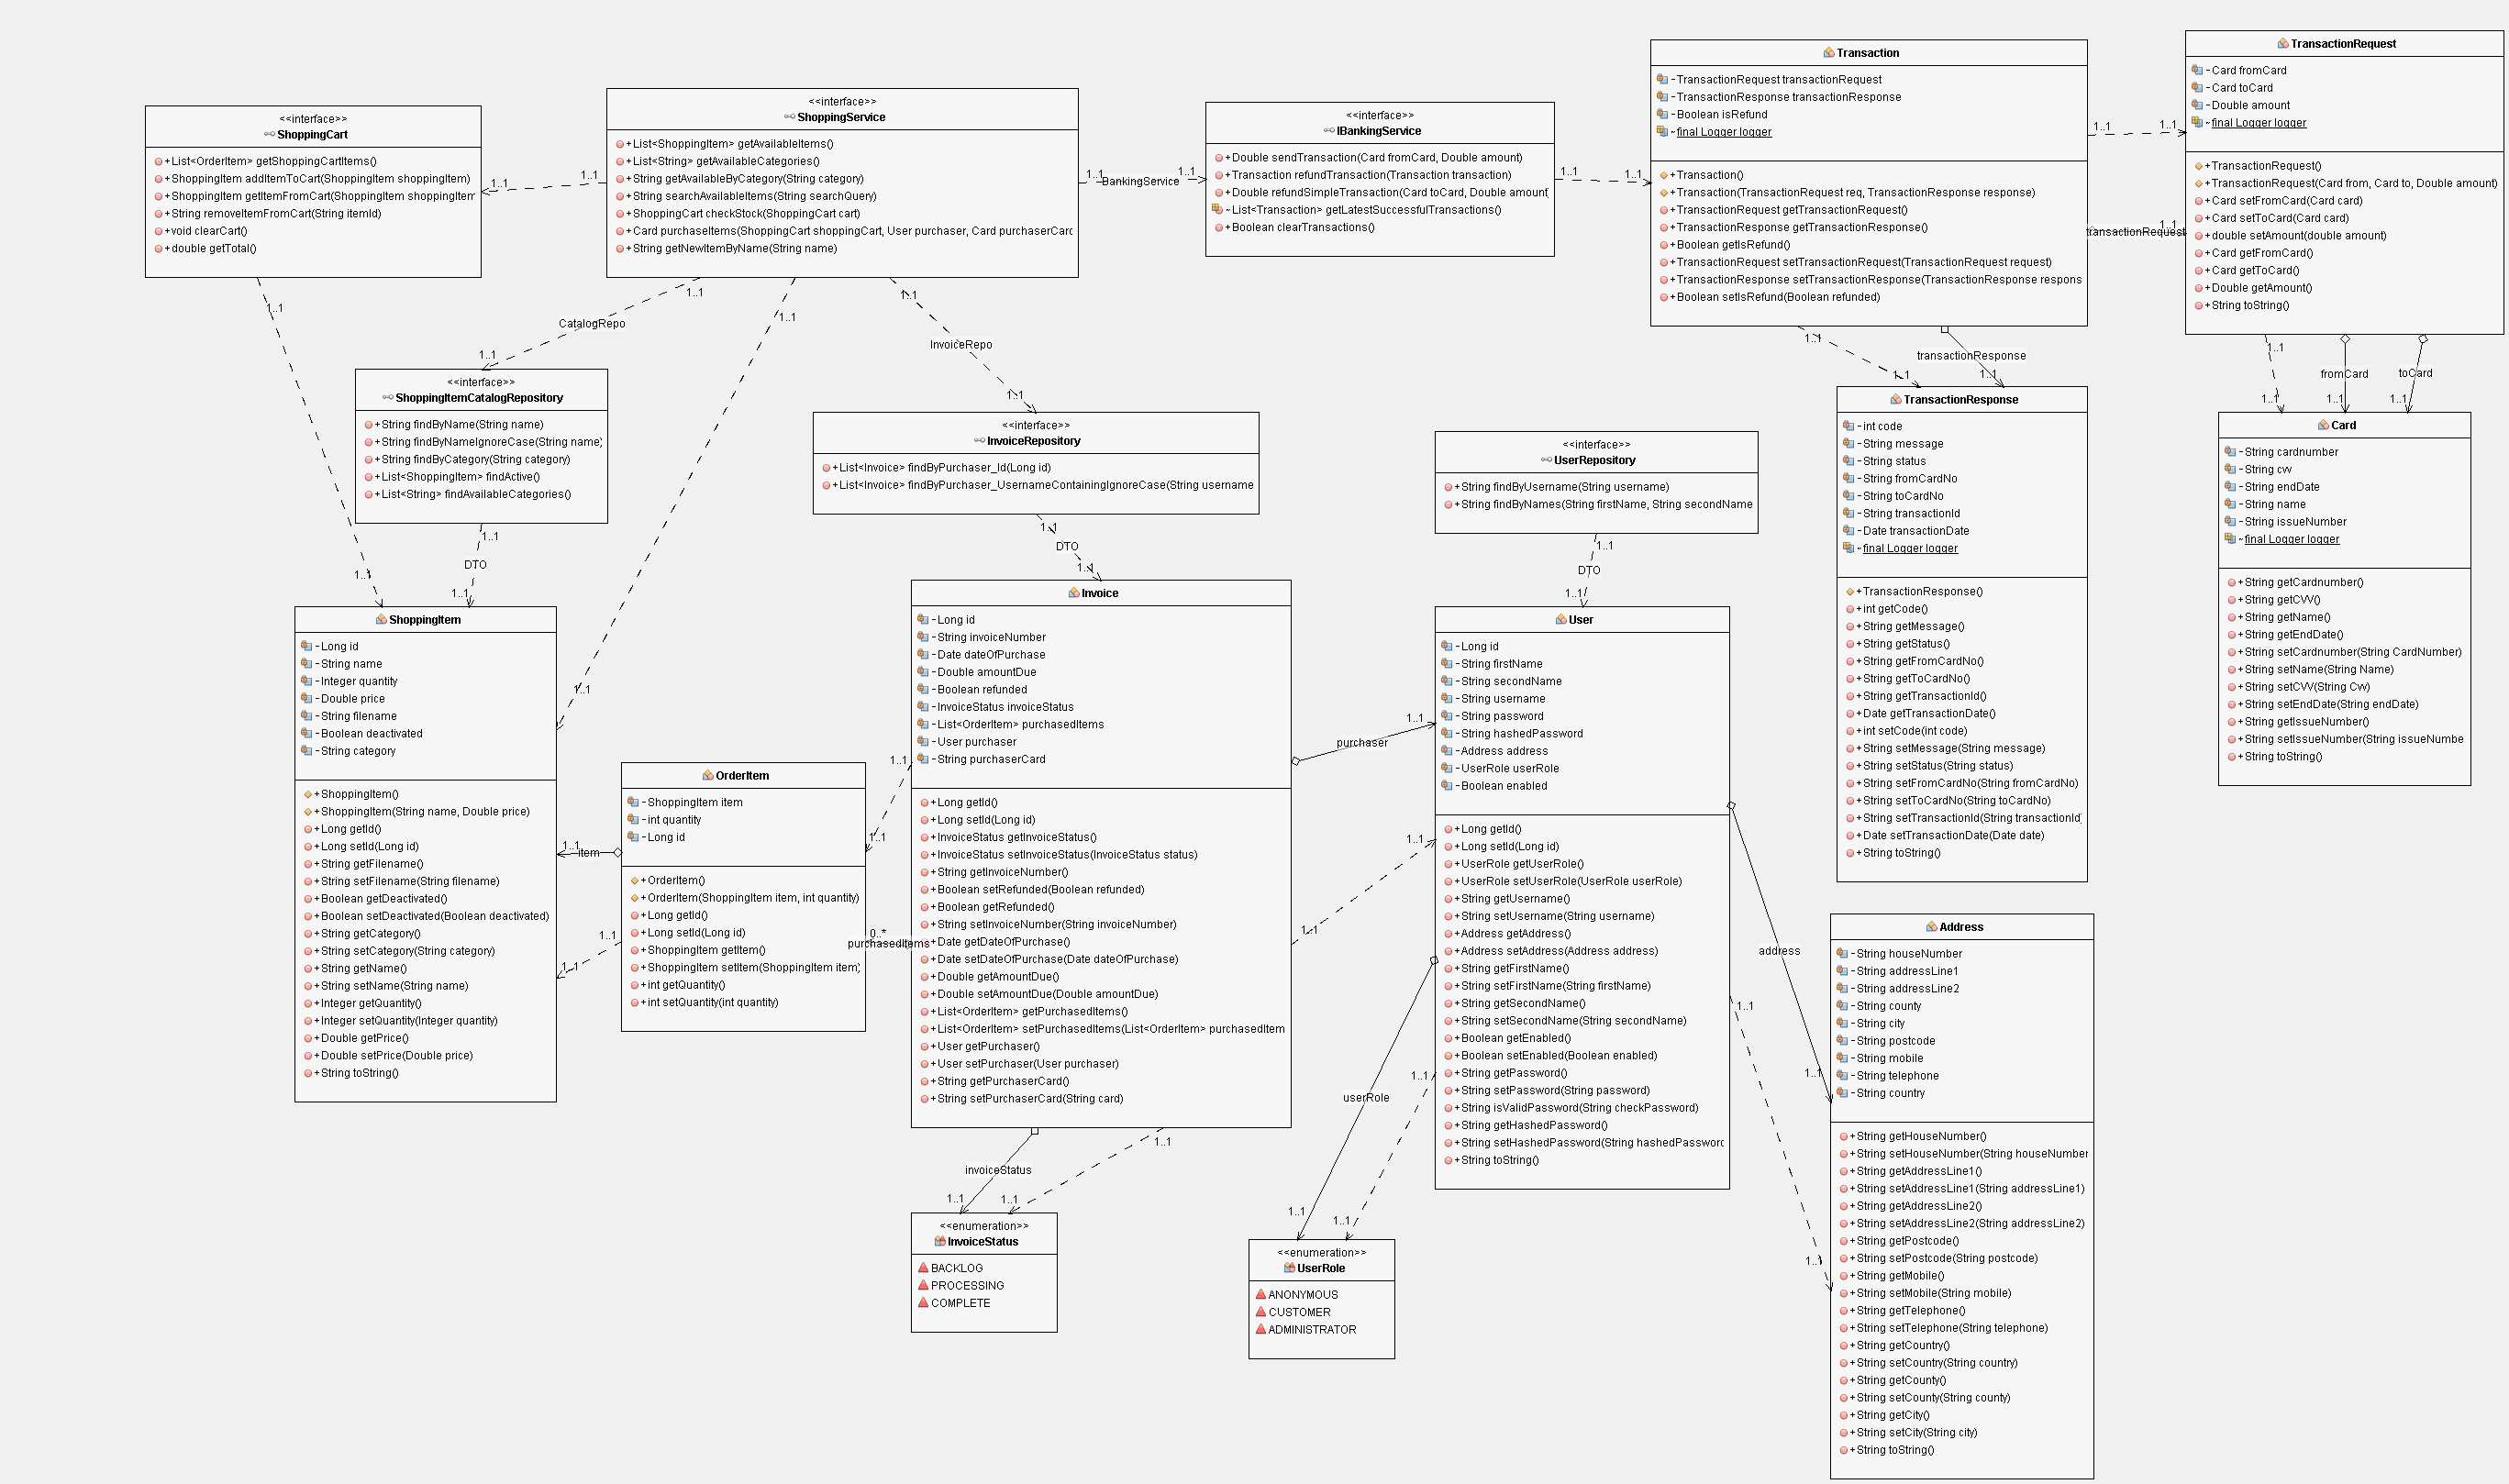 <<interface>>
ShoppingCart
+List<OrderItem> getShoppingCartItems()
+ShoppingItem addItemToCart(ShoppingItem shoppingItem)
+ShoppingItem getItemFromCart(ShoppingItem shoppingItem
+String removeItemFromCart(String itemId)
+void clearCart()
+double getTotal()
<<interface>>
ShoppingService
+List<ShoppingItem> getAvailableItems()
+List<String> getAvailableCategories()
+String getAvailableByCategory(String category)
+String searchAvailableItems(String searchQuery)
+ShoppingCart checkStock(ShoppingCart cart)
+Card purchaseItems(ShoppingCart shoppingCart, User purchaser, Card purchaserCard
+String getNewItemByName(String name)
<<interface>>
IBankingService
+Double sendTransaction(Card fromCard, Double amount)
+Transaction refundTransaction(Transaction transaction)
+Double refundSimpleTransaction(Card toCard, Double amount)
~List<Transaction> getLatestSuccessfulTransactions()
+Boolean clearTransactions()
Transaction
-TransactionRequest transactionRequest
-TransactionResponse transactionResponse
-Boolean isRefund
~final Logger logger
+Transaction()
+Transaction(TransactionRequest req, TransactionResponse response)
+TransactionRequest getTransactionRequest()
+TransactionResponse getTransactionResponse()
+Boolean getIsRefund()
+TransactionRequest setTransactionRequest(TransactionRequest request)
+TransactionResponse setTransactionResponse(TransactionResponse respons
+Boolean setIsRefund(Boolean refunded)
TransactionRequest
-Card fromCard
-Card toCard
-Double amount
~final Logger logger
+TransactionRequest()
+TransactionRequest(Card from, Card to, Double amount)
+Card setFromCard(Card card)
+Card setToCard(Card card)
+double setAmount(double amount)
+Card getFromCard()
+Card getToCard()
+Double getAmount()
+String toString()
1..1
1..1
1..1
BankingService
1..1
1..1
1..1
1..1
1..1
transactionRequest
1..1
1..1
1..1
CatalogRepo
1..1
1..1
1..1
1..1
InvoiceRepo
1..1
1..1
1..1
1..1
transactionResponse
1..1
1..1
1..1
fromCard
1..1
toCard
1..1
<<interface>>
ShoppingItemCatalogRepository
+String findByName(String name)
+String findByNameIgnoreCase(String name)
+String findByCategory(String category)
+List<ShoppingItem> findActive()
+List<String> findAvailableCategories()
<<interface>>
InvoiceRepository
+List<Invoice> findByPurchaser_Id(Long id)
+List<Invoice> findByPurchaser_UsernameContainingIgnoreCase(String username
<<interface>>
UserRepository
+String findByUsername(String username)
+String findByNames(String firstName, String secondName
TransactionResponse
-int code
-String message
-String status
-String fromCardNo
-String toCardNo
-String transactionId
-Date transactionDate
~final Logger logger
+TransactionResponse()
+int getCode()
+String getMessage()
+String getStatus()
+String getFromCardNo()
+String getToCardNo()
+String getTransactionId()
+Date getTransactionDate()
+int setCode(int code)
+String setMessage(String message)
+String setStatus(String status)
+String setFromCardNo(String fromCardNo)
+String setToCardNo(String toCardNo)
+String setTransactionId(String transactionId)
+Date setTransactionDate(Date date)
+String toString()
Card
-String cardnumber
-String cvv
-String endDate
-String name
-String issueNumber
~final Logger logger
+String getCardnumber()
+String getCVV()
+String getName()
+String getEndDate()
+String setCardnumber(String CardNumber)
+String setName(String Name)
+String setCVV(String Cvv)
+String setEndDate(String endDate)
+String getIssueNumber()
+String setIssueNumber(String issueNumbe
+String toString()
1..1
DTO
1..1
1..1
DTO
1..1
1..1
DTO
1..1
ShoppingItem
-Long id
-String name
-Integer quantity
-Double price
-String filename
-Boolean deactivated
-String category
+ShoppingItem()
+ShoppingItem(String name, Double price)
+Long getId()
+Long setId(Long id)
+String getFilename()
+String setFilename(String filename)
+Boolean getDeactivated()
+Boolean setDeactivated(Boolean deactivated)
+String getCategory()
+String setCategory(String category)
+String getName()
+String setName(String name)
+Integer getQuantity()
+Integer setQuantity(Integer quantity)
+Double getPrice()
+Double setPrice(Double price)
+String toString()
1..1
item
1..1
1..1
OrderItem
-ShoppingItem item
-int quantity
-Long id
+OrderItem()
+OrderItem(ShoppingItem item, int quantity)
+Long getId()
+Long setId(Long id)
+ShoppingItem getItem()
+ShoppingItem setItem(ShoppingItem item)
+int getQuantity()
+int setQuantity(int quantity)
1..1
1..1
0..*
purchasedItems
Invoice
-Long id
-String invoiceNumber
-Date dateOfPurchase
-Double amountDue
-Boolean refunded
-InvoiceStatus invoiceStatus
-List<OrderItem> purchasedItems
-User purchaser
-String purchaserCard
+Long getId()
+Long setId(Long id)
+InvoiceStatus getInvoiceStatus()
+InvoiceStatus setInvoiceStatus(InvoiceStatus status)
+String getInvoiceNumber()
+Boolean setRefunded(Boolean refunded)
+Boolean getRefunded()
+String setInvoiceNumber(String invoiceNumber)
+Date getDateOfPurchase()
+Date setDateOfPurchase(Date dateOfPurchase)
+Double getAmountDue()
+Double setAmountDue(Double amountDue)
+List<OrderItem> getPurchasedItems()
+List<OrderItem> setPurchasedItems(List<OrderItem> purchasedItem
+User getPurchaser()
+User setPurchaser(User purchaser)
+String getPurchaserCard()
+String setPurchaserCard(String card)
1..1
purchaser
1..1
1..1
User
-Long id
-String firstName
-String secondName
-String username
-String password
-String hashedPassword
-Address address
-UserRole userRole
-Boolean enabled
+Long getId()
+Long setId(Long id)
+UserRole getUserRole()
+UserRole setUserRole(UserRole userRole)
+String getUsername()
+String setUsername(String username)
+Address getAddress()
+Address setAddress(Address address)
+String getFirstName()
+String setFirstName(String firstName)
+String getSecondName()
+String setSecondName(String secondName)
+Boolean getEnabled()
+Boolean setEnabled(Boolean enabled)
+String getPassword()
+String setPassword(String password)
+String isValidPassword(String checkPassword)
+String getHashedPassword()
+String setHashedPassword(String hashedPassword
+String toString()
address
1..1
1..1
1..1
Address
-String houseNumber
-String addressLine1
-String addressLine2
-String county
-String city
-String postcode
-String mobile
-String telephone
-String country
+String getHouseNumber()
+String setHouseNumber(String houseNumber
+String getAddressLine1()
+String setAddressLine1(String addressLine1)
+String getAddressLine2()
+String setAddressLine2(String addressLine2)
+String getPostcode()
+String setPostcode(String postcode)
+String getMobile()
+String setMobile(String mobile)
+String getTelephone()
+String setTelephone(String telephone)
+String getCountry()
+String setCountry(String country)
+String getCounty()
+String setCounty(String county)
+String getCity()
+String setCity(String city)
+String toString()
invoiceStatus
1..1
1..1
1..1
<<enumeration>>
InvoiceStatus
BACKLOG
PROCESSING
COMPLETE
1..1
userRole
1..1
1..1
<<enumeration>>
UserRole
ANONYMOUS
CUSTOMER
ADMINISTRATOR